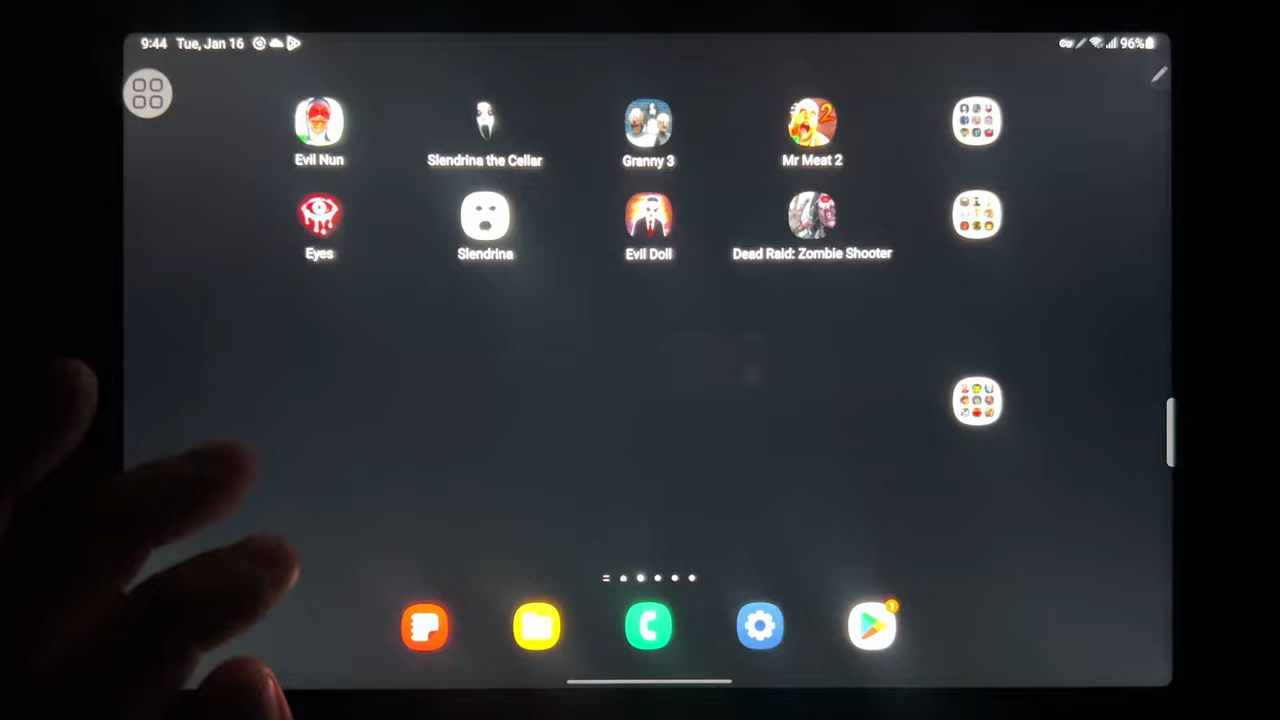 9:44 Tue, Jan 16 96%
Evil Nun
Slendrina the Cellar
Granny 3
Mr Meat 2
Eyes
Slendrina
Evil Doll
Dead Raid: Zombie Shooter
1